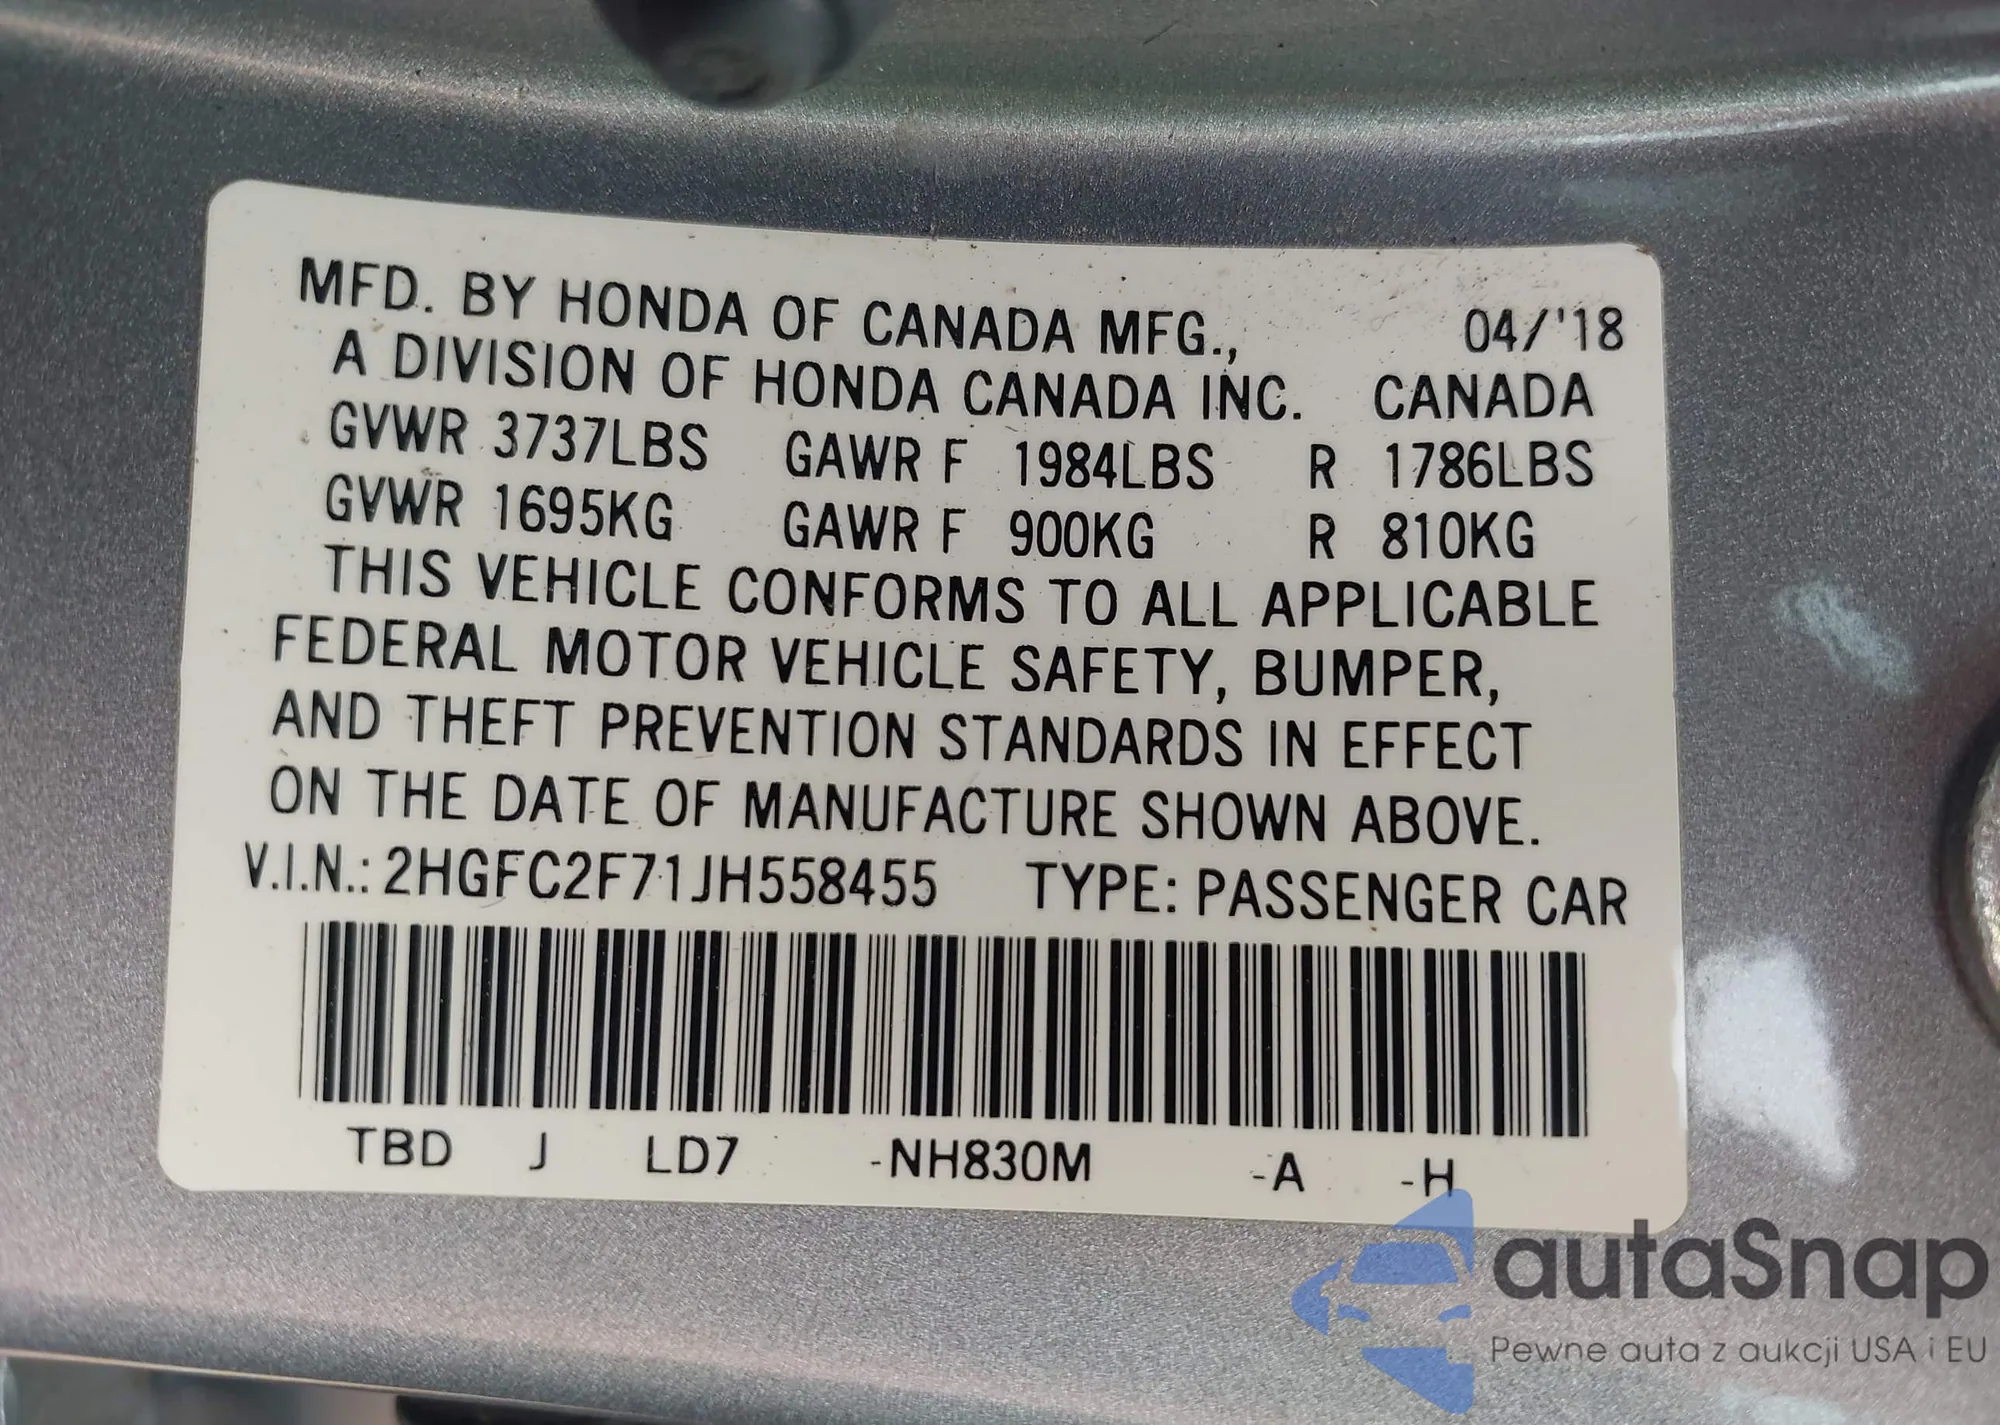 MFD. BY HONDA OF CANADA MFG., 04/'18
A DIVISION OF HONDA CANADA INC. CANADA
GVWR 3737LBS GAWR F 1984LBS R 1786LBS
GVWR 1695KG GAWR F 900KG R 810KG
THIS VEHICLE CONFORMS TO ALL APPLICABLE
FEDERAL MOTOR VEHICLE SAFETY, BUMPER,
AND THEFT PREVENTION STANDARDS IN EFFECT
ON THE DATE OF MANUFACTURE SHOWN ABOVE.
V.I.N.: 2HGFC2F71JH558455 TYPE: PASSENGER CAR
TBD J LD7 -NH830M -A -H
autaSnap
Pewne auta z aukcji USA i EU